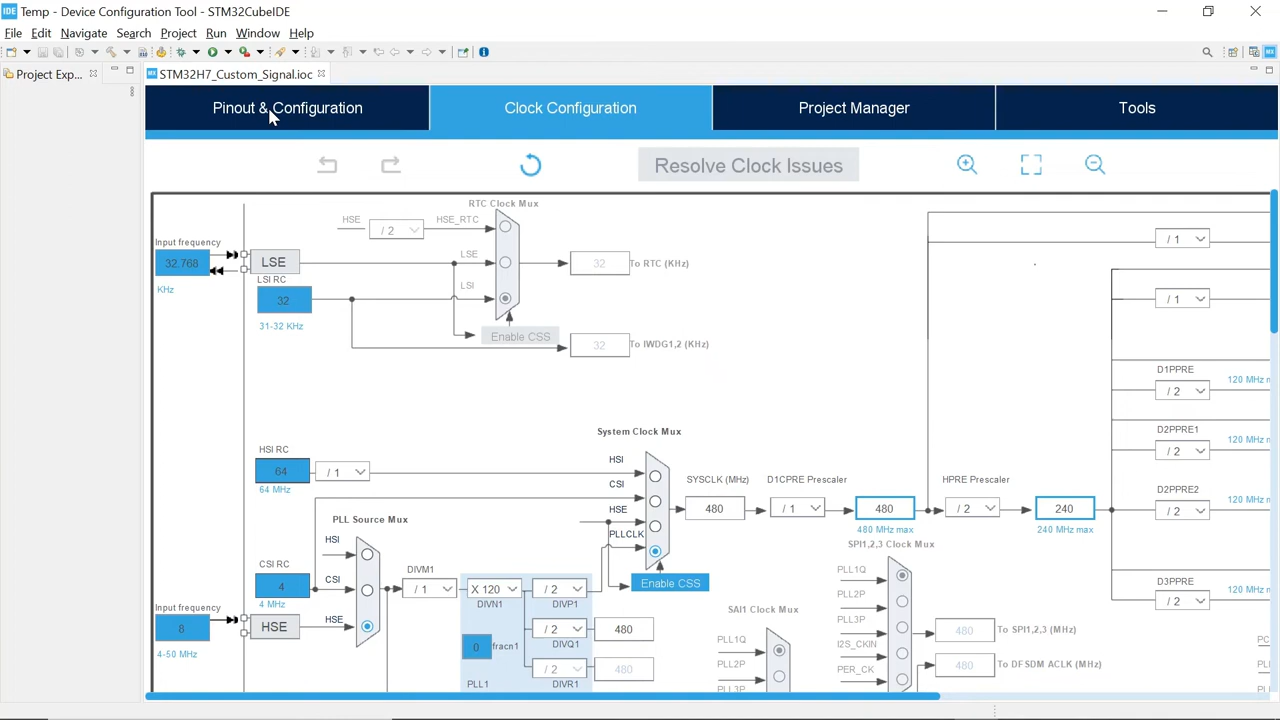 IDE Temp - Device Configuration Tool - STM32CubeIDE
File Edit Navigate Search Project Run Window Help
Project Exp...
MX STM32H7_Custom_Signal.ioc
Pinout & Configuration
Clock Configuration
Project Manager
Tools
Resolve Clock Issues
RTC Clock Mux
HSE
/ 2
HSE_RTC
Input frequency
32.768
KHz
LSE
LSE
32
To RTC (KHz)
LSI RC
LSI
32
31-32 KHz
Enable CSS
32
To IWDG1,2 (KHz)
/ 1
/ 1
D1PPRE
/ 2
120 MHz m
D2PPRE1
/ 2
120 MHz m
System Clock Mux
HSI RC
64
64 MHz
/ 1
HSI
CSI
HSE
PLLCLK
SYSCLK (MHz)
480
D1CPRE Prescaler
/ 1
480
480 MHz max
HPRE Prescaler
/ 2
240
240 MHz max
D2PPRE2
/ 2
120 MHz m
PLL Source Mux
HSI
CSI RC
4
4 MHz
CSI
DIVM1
/ 1
X 120
DIVN1
/ 2
DIVP1
Enable CSS
SPI1,2,3 Clock Mux
PLL1Q
PLL2P
PLL3P
I2S_CKIN
PER_CK
D3PPRE
/ 2
120 MHz m
Input frequency
8
4-50 MHz
HSE
HSE
0
fracn1
/ 2
DIVQ1
480
PLL1
/ 2
DIVR1
480
SAI1 Clock Mux
PLL1Q
PLL2P
PLL3P
480
To SPI1,2,3 (MHz)
480
To DFSDM ACLK (MHz)
PC
PLI
PLI